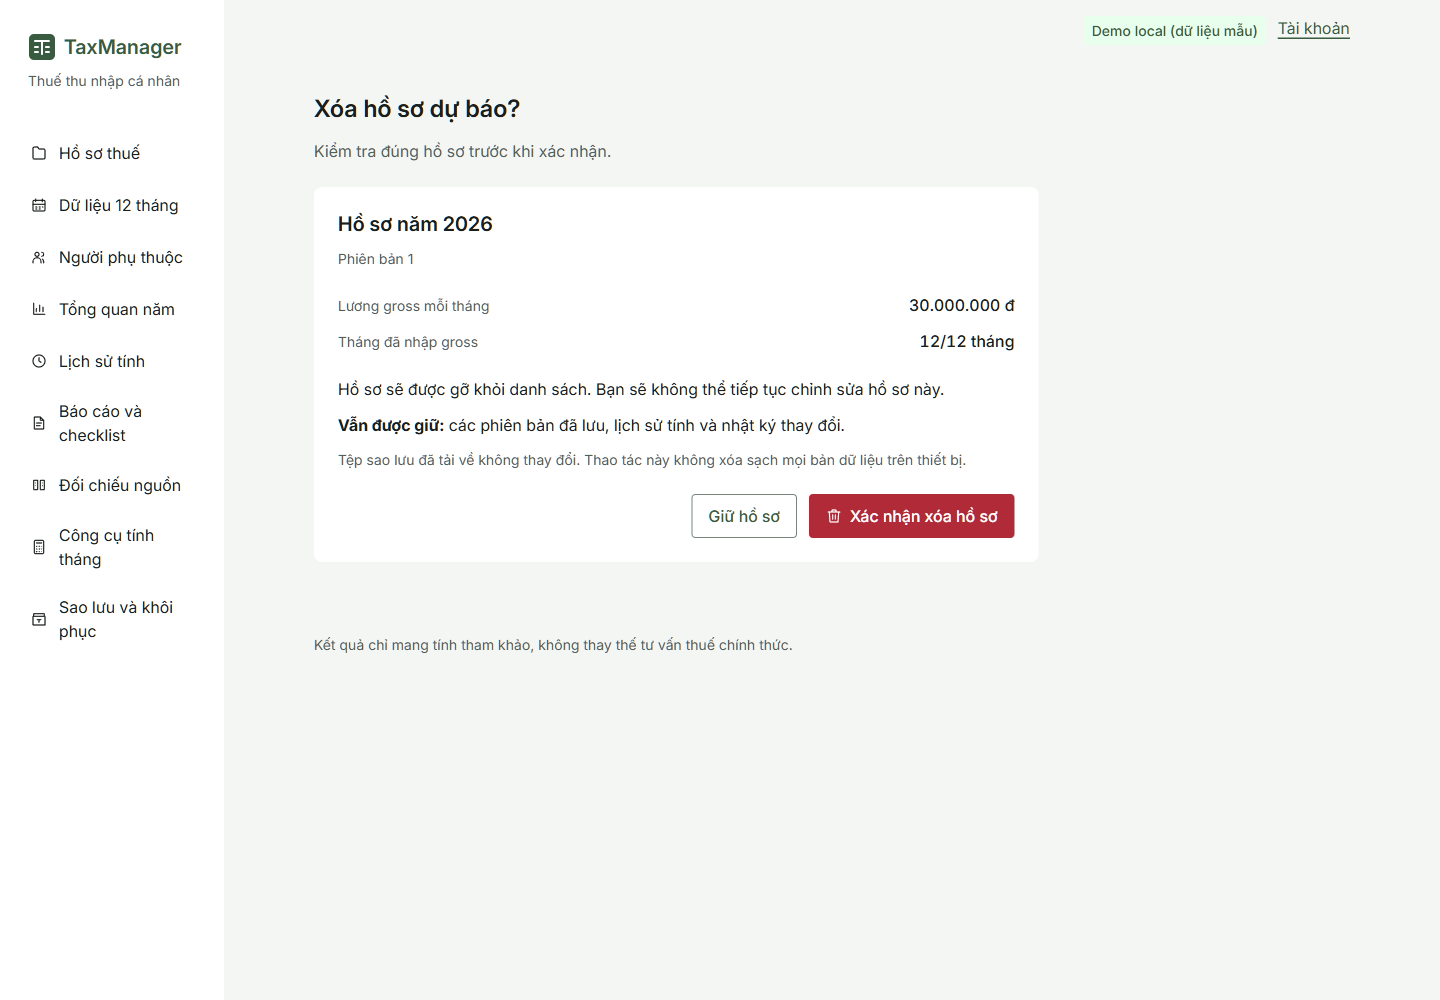 TaxManager
Thuế thu nhập cá nhân
Hồ sơ thuế
Dữ liệu 12 tháng
Người phụ thuộc
Tổng quan năm
Lịch sử tính
Báo cáo và
checklist
Đối chiếu nguồn
Công cụ tính
tháng
Sao lưu và khôi
phục
Demo local (dữ liệu mẫu)
Tài khoản
Xóa hồ sơ dự báo?
Kiểm tra đúng hồ sơ trước khi xác nhận.
Hồ sơ năm 2026
Phiên bản 1
Lương gross mỗi tháng
30.000.000 đ
Tháng đã nhập gross
12/12 tháng
Hồ sơ sẽ được gỡ khỏi danh sách. Bạn sẽ không thể tiếp tục chỉnh sửa hồ sơ này.
Vẫn được giữ: các phiên bản đã lưu, lịch sử tính và nhật ký thay đổi.
Tệp sao lưu đã tải về không thay đổi. Thao tác này không xóa sạch mọi bản dữ liệu trên thiết bị.
Giữ hồ sơ
Xác nhận xóa hồ sơ
Kết quả chỉ mang tính tham khảo, không thay thế tư vấn thuế chính thức.